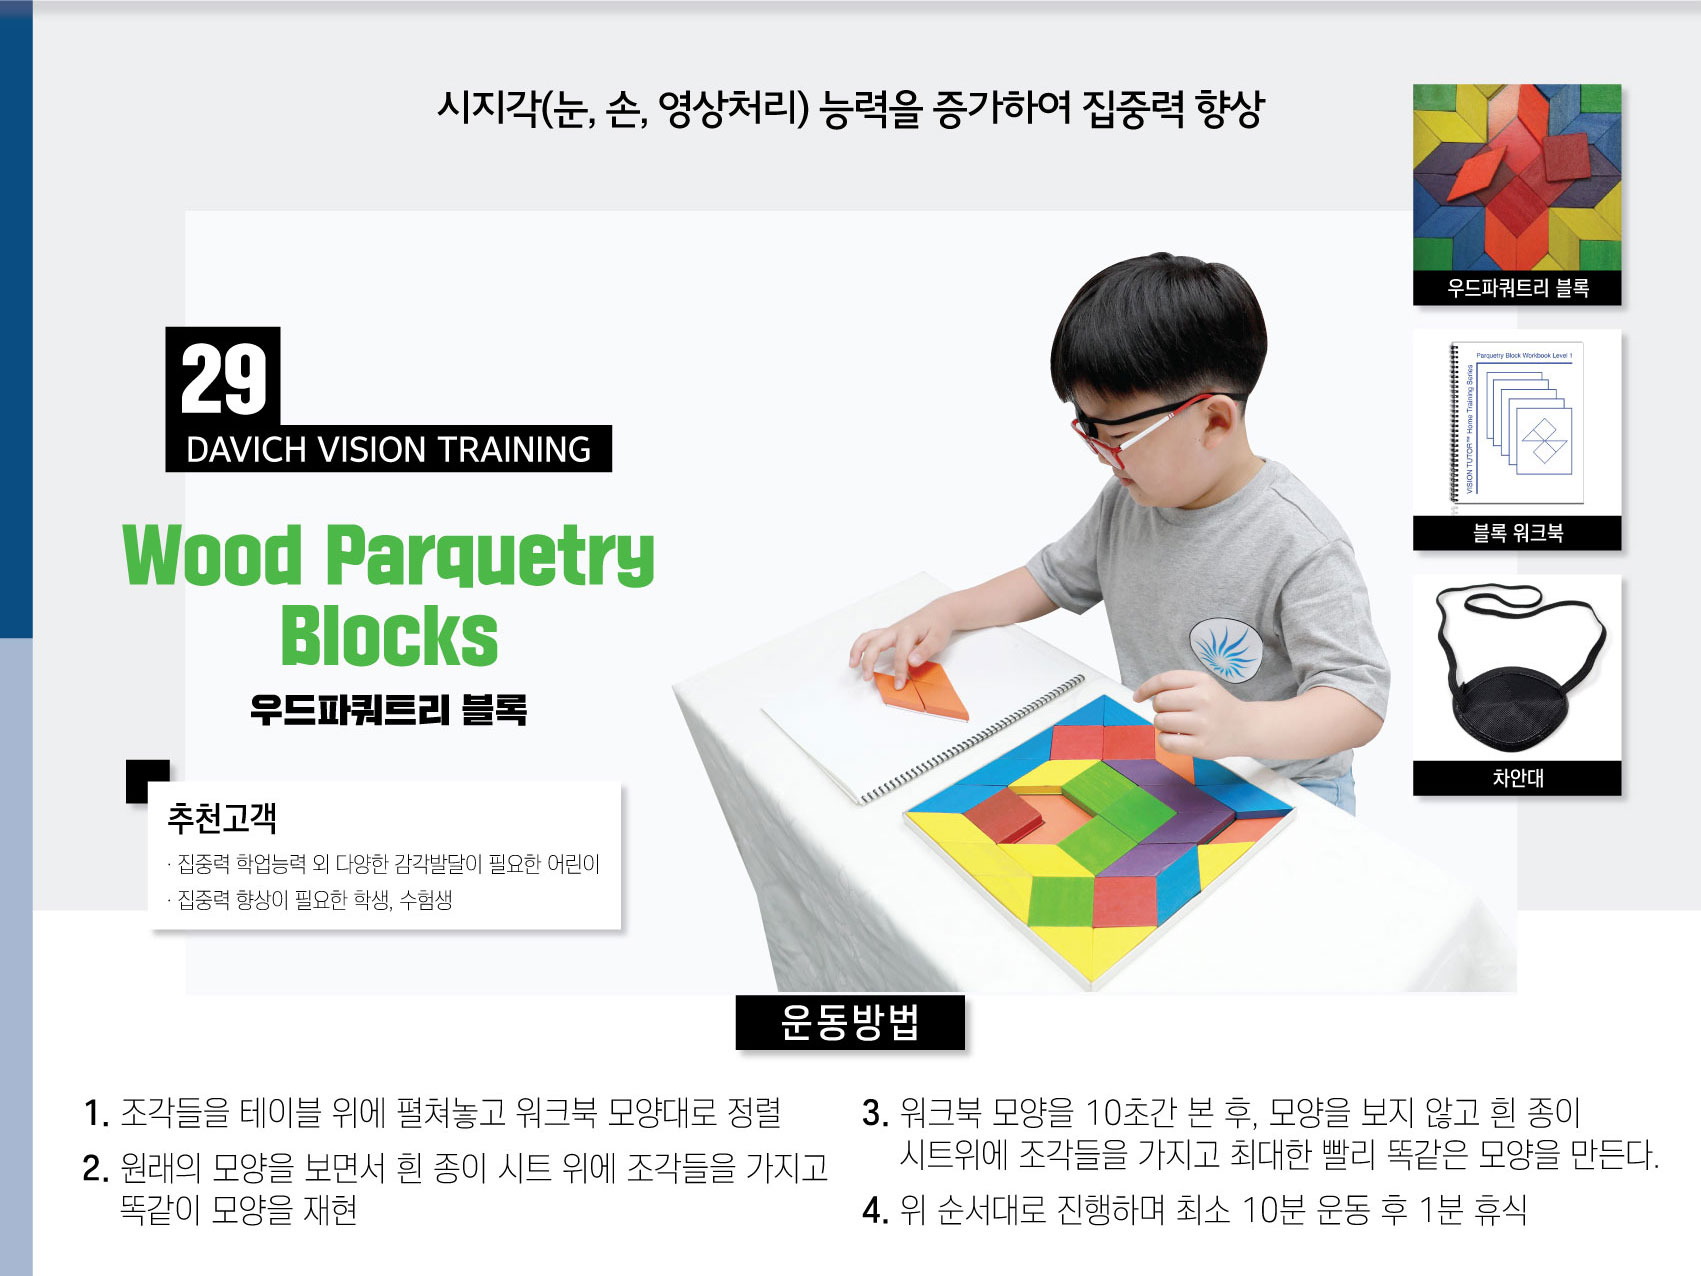 시지각(눈, 손, 영상처리) 능력을 증가하여 집중력 향상
29
DAVICH VISION TRAINING
Wood Parquetry
Blocks
우드파쿼트리 블록
추천고객
· 집중력 학업능력 외 다양한 감각발달이 필요한 어린이
· 집중력 향상이 필요한 학생, 수험생
우드파쿼트리 블록
Parquetry Block Workbook Level 1
VISION TUTOR™ Home Training Series
블록 워크북
차안대
운동방법
1. 조각들을 테이블 위에 펼쳐놓고 워크북 모양대로 정렬
2. 원래의 모양을 보면서 흰 종이 시트 위에 조각들을 가지고
똑같이 모양을 재현
3. 워크북 모양을 10초간 본 후, 모양을 보지 않고 흰 종이
시트위에 조각들을 가지고 최대한 빨리 똑같은 모양을 만든다.
4. 위 순서대로 진행하며 최소 10분 운동 후 1분 휴식